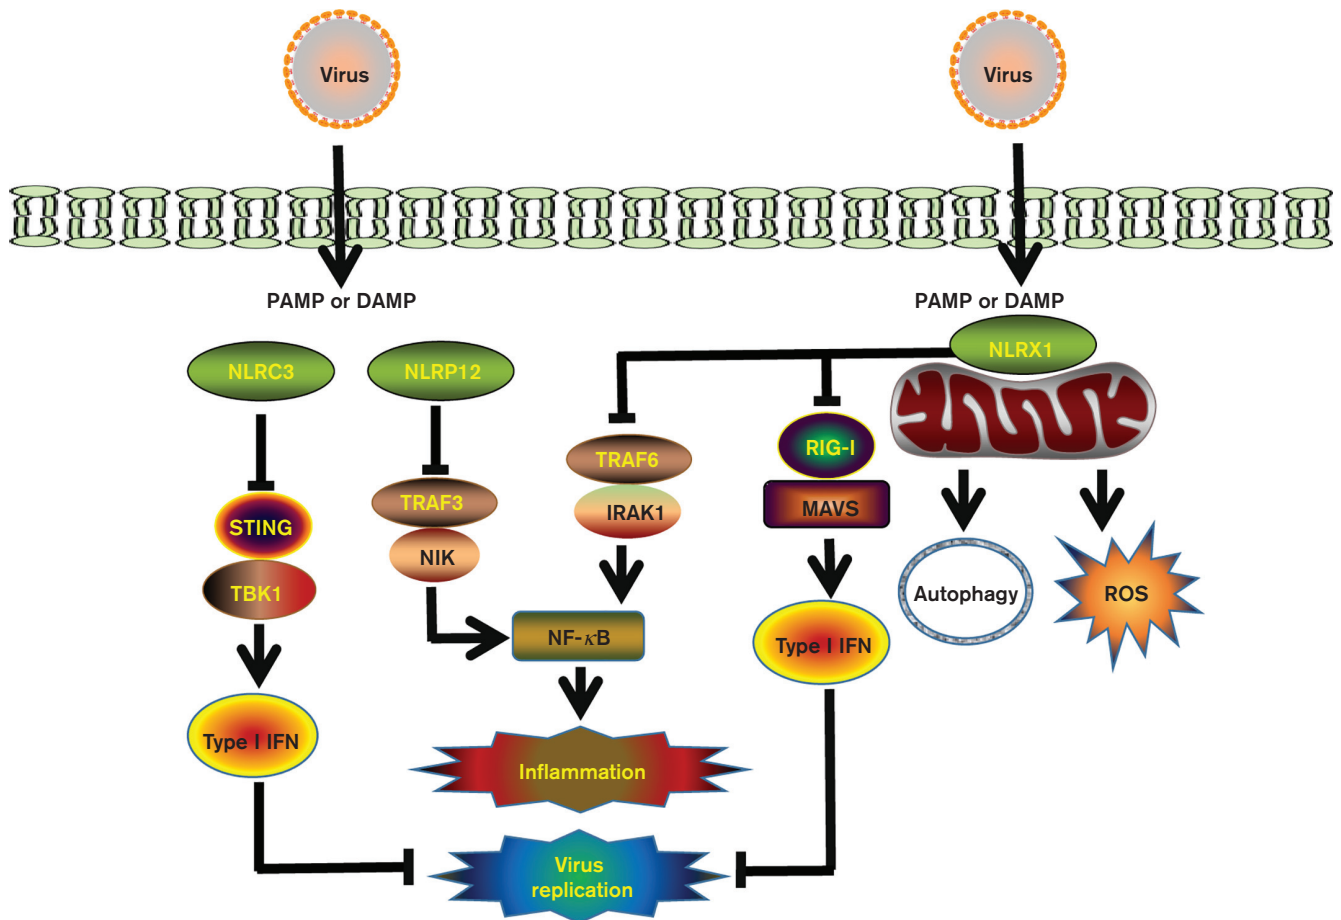 Virus
Virus
PAMP or DAMP
PAMP or DAMP
NLRC3
NLRP12
NLRX1
TRAF6
RIG-I
STING
TRAF3
IRAK1
MAVS
TBK1
NIK
Autophagy
ROS
NF-κB
Type I IFN
Type I IFN
Inflammation
Virus
replication